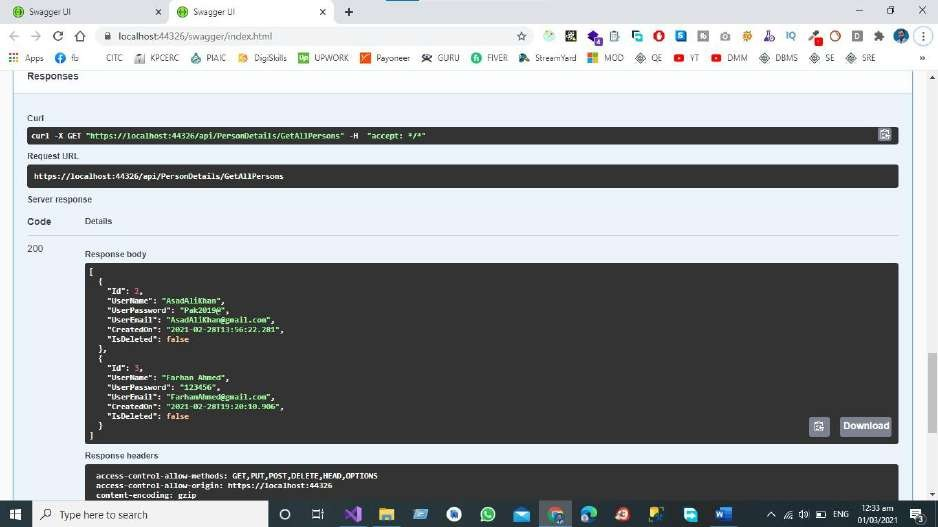 Swagger UI
Swagger UI
localhost:44326/swagger/index.html
Apps fb CITC KPCERC PIAIC DigiSkills UPWORK Payoneer GURU FIVER StreamYard MOD QE YT DMM DBMS SE SRE »
Responses
Curl
curl -X GET "https://localhost:44326/api/PersonDetails/GetAllPersons" -H "accept: */*"
Request URL
https://localhost:44326/api/PersonDetails/GetAllPersons
Server response
Code Details
200
Response body
[
{
"Id": 2,
"UserName": "AsadAliKhan",
"UserPassword": "Pak2019@",
"UserEmail": "AsadAliKhan@gmail.com",
"CreatedOn": "2021-02-28T13:56:22.281",
"IsDeleted": false
},
{
"Id": 3,
"UserName": "Farhan Ahmed",
"UserPassword": "123456",
"UserEmail": "FarhanAhmed@gmail.com",
"CreatedOn": "2021-02-28T19:20:10.906",
"IsDeleted": false
}
]
Download
Response headers
access-control-allow-methods: GET,PUT,POST,DELETE,HEAD,OPTIONS
access-control-allow-origin: https://localhost:44326
content-encoding: gzip
Type here to search
ENG
12:33 am
01/03/2021
3